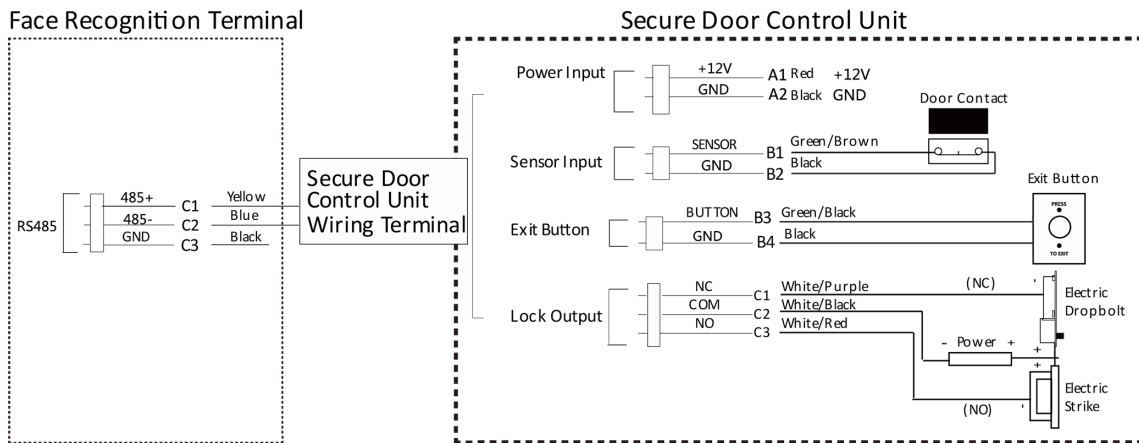 Face Recognition Terminal
Secure Door Control Unit
RS485
485+ C1 Yellow
485- C2 Blue
GND C3 Black
Secure Door
Control Unit
Wiring Terminal
Power Input
+12V A1 Red +12V
GND A2 Black GND
Door Contact
Sensor Input
SENSOR B1 Green/Brown
GND B2 Black
Exit Button
Exit Button
BUTTON B3 Green/Black
GND B4 Black
PRESS
TO EXIT
Lock Output
NC C1 White/Purple (NC)
COM C2 White/Black
NO C3 White/Red
Electric
Dropbolt
- Power +
+
+
Electric
Strike
(NO)
-
-